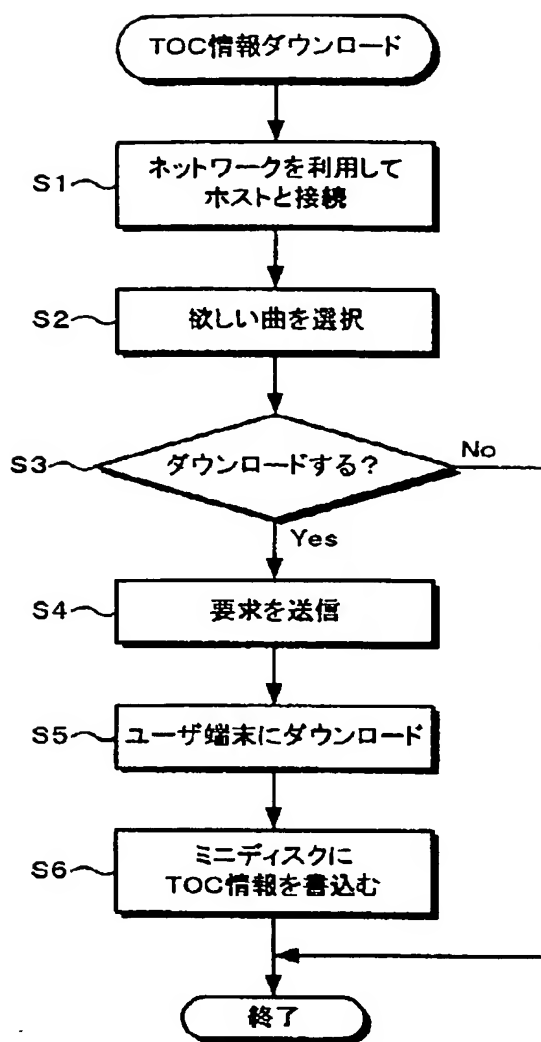 TOC情報ダウンロード
S1
ネットワークを利用して
ホストと接続
S2
欲しい曲を選択
S3
ダウンロードする?
No
Yes
S4
要求を送信
S5
ユーザ端末にダウンロード
S6
ミニディスクに
TOC情報を書込む
終了